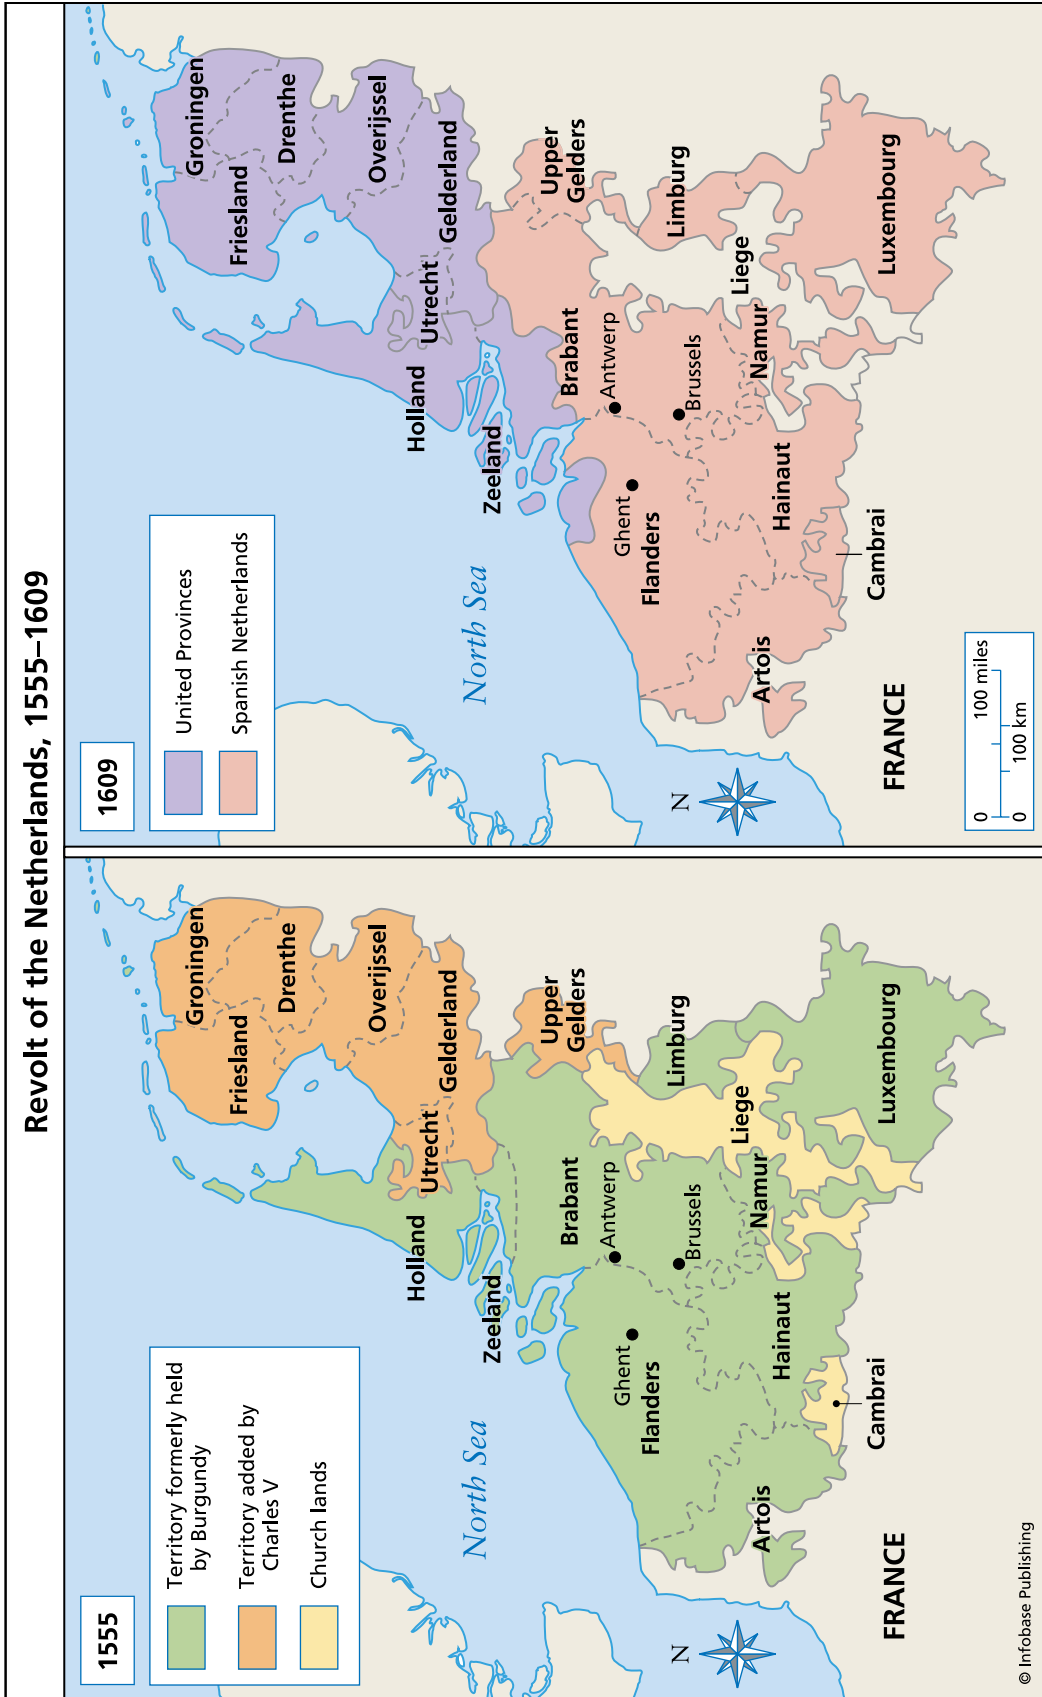 Revolt of the Netherlands, 1555–1609
1555
Territory formerly held
by Burgundy
Territory added by
Charles V
Church lands
Groningen
Friesland
Drenthe
Overijssel
Holland
Utrecht
Gelderland
Zeeland
North Sea
Brabant
Upper
Gelders
Antwerp
Ghent
Flanders
Brussels
Limburg
Liege
Namur
Artois
Hainaut
Cambrai
Luxembourg
FRANCE
N
© Infobase Publishing
1609
United Provinces
Spanish Netherlands
Groningen
Friesland
Drenthe
Overijssel
Holland
Utrecht
Gelderland
Zeeland
North Sea
Brabant
Upper
Gelders
Antwerp
Ghent
Flanders
Brussels
Limburg
Liege
Namur
Artois
Hainaut
Cambrai
Luxembourg
FRANCE
N
0 100 miles
0 100 km